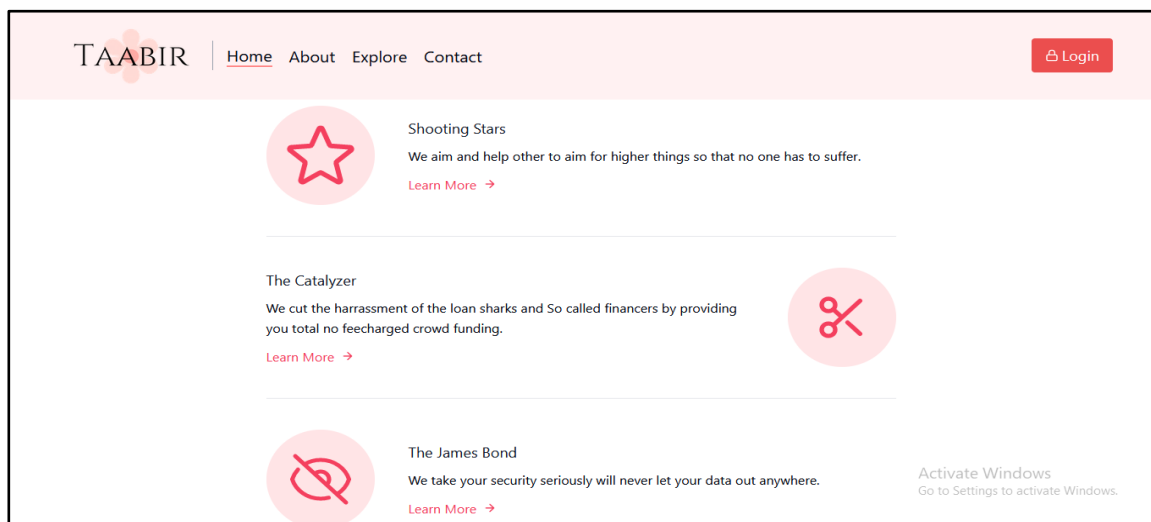 TAABIR
Home About Explore Contact
Login
Shooting Stars
We aim and help other to aim for higher things so that no one has to suffer.
Learn More →
The Catalyzer
We cut the harrassment of the loan sharks and So called financers by providing
you total no feecharged crowd funding.
Learn More →
The James Bond
We take your security seriously will never let your data out anywhere.
Learn More →
Activate Windows
Go to Settings to activate Windows.